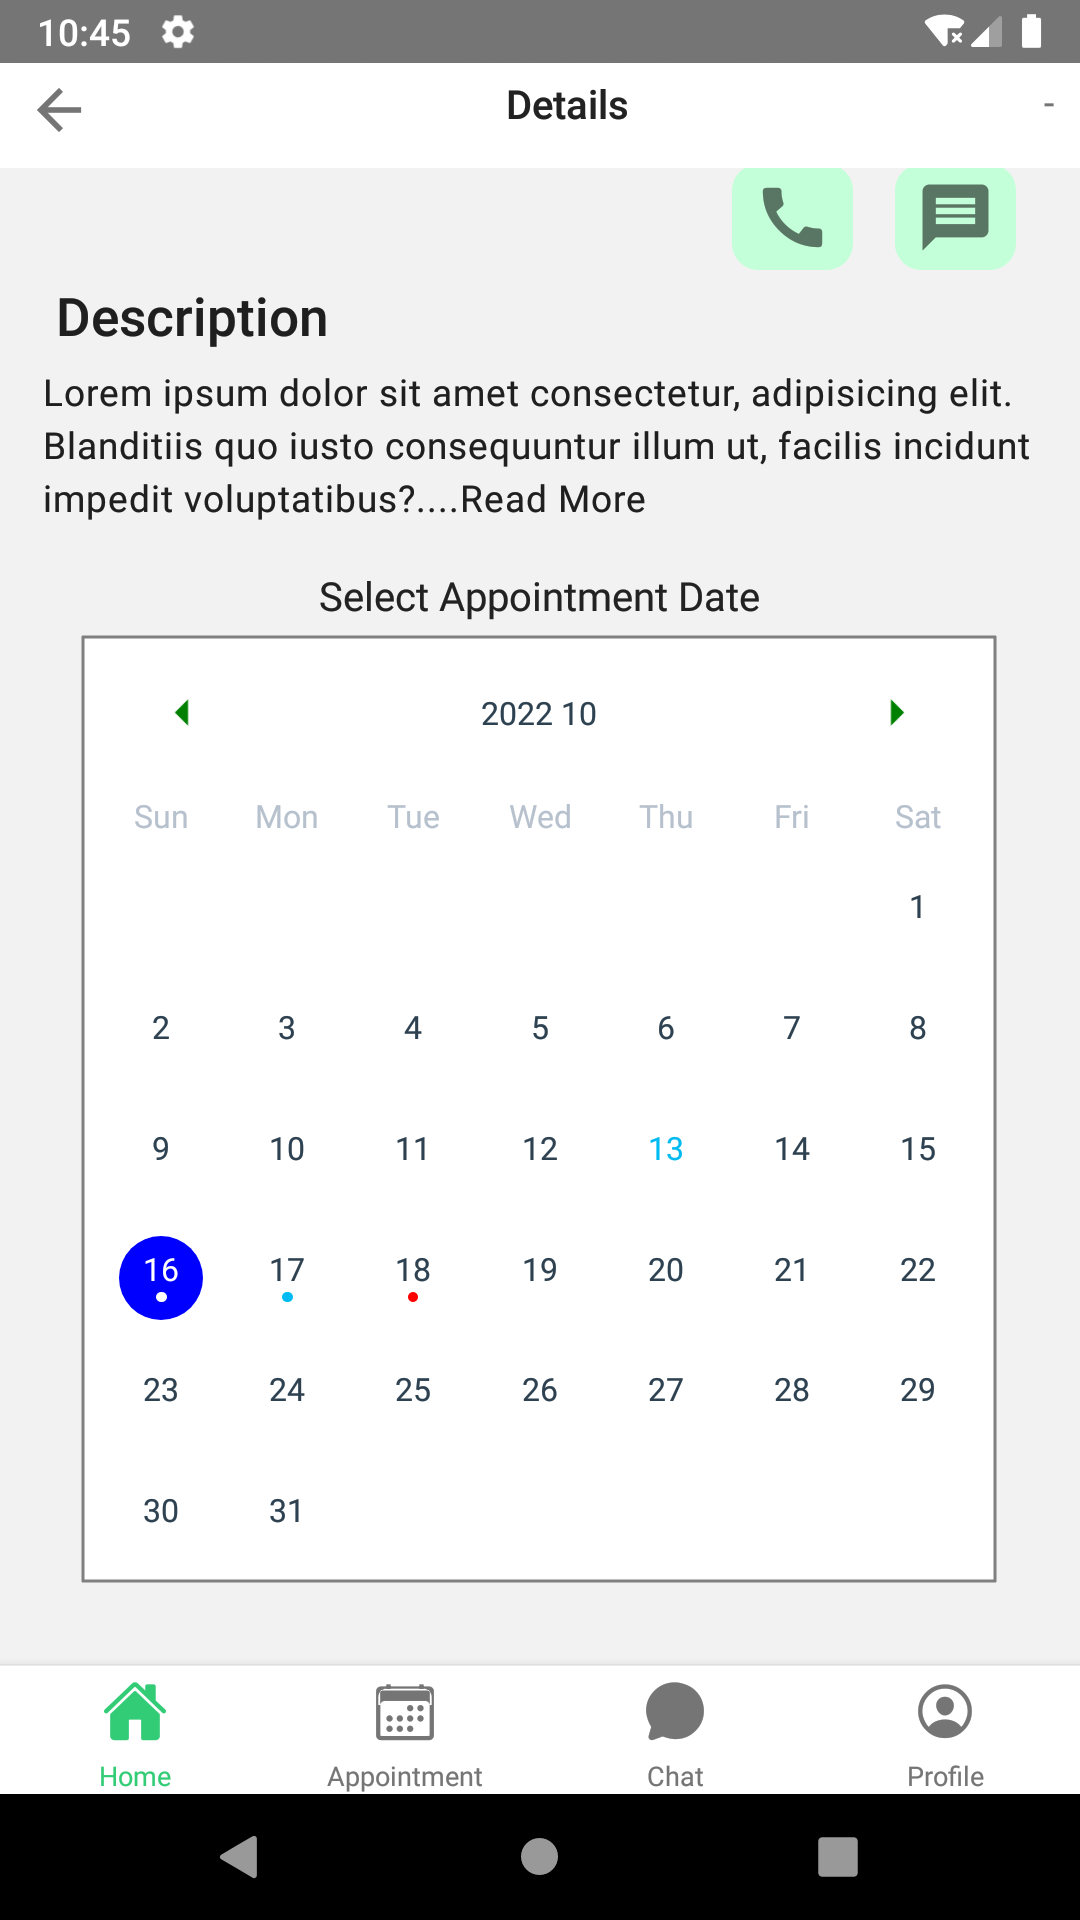 10:45
Details -
Description
Lorem ipsum dolor sit amet consectetur, adipisicing elit.
Blanditiis quo iusto consequuntur illum ut, facilis incidunt
impedit voluptatibus?....Read More
Select Appointment Date
2022 10
Sun Mon Tue Wed Thu Fri Sat
1
2 3 4 5 6 7 8
9 10 11 12 13 14 15
16 17 18 19 20 21 22
23 24 25 26 27 28 29
30 31
Home Appointment Chat Profile